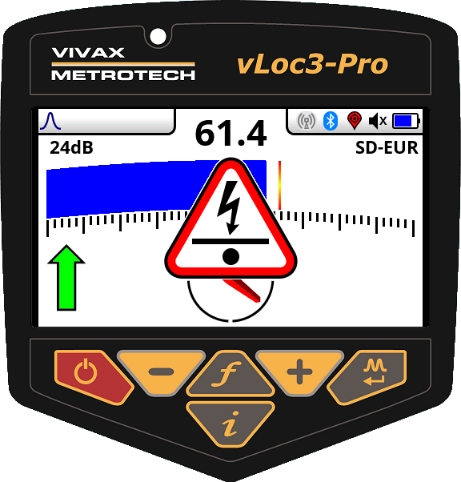 VIVAX
METROTECH
vLoc3-Pro
61.4
24dB
SD-EUR
f
i